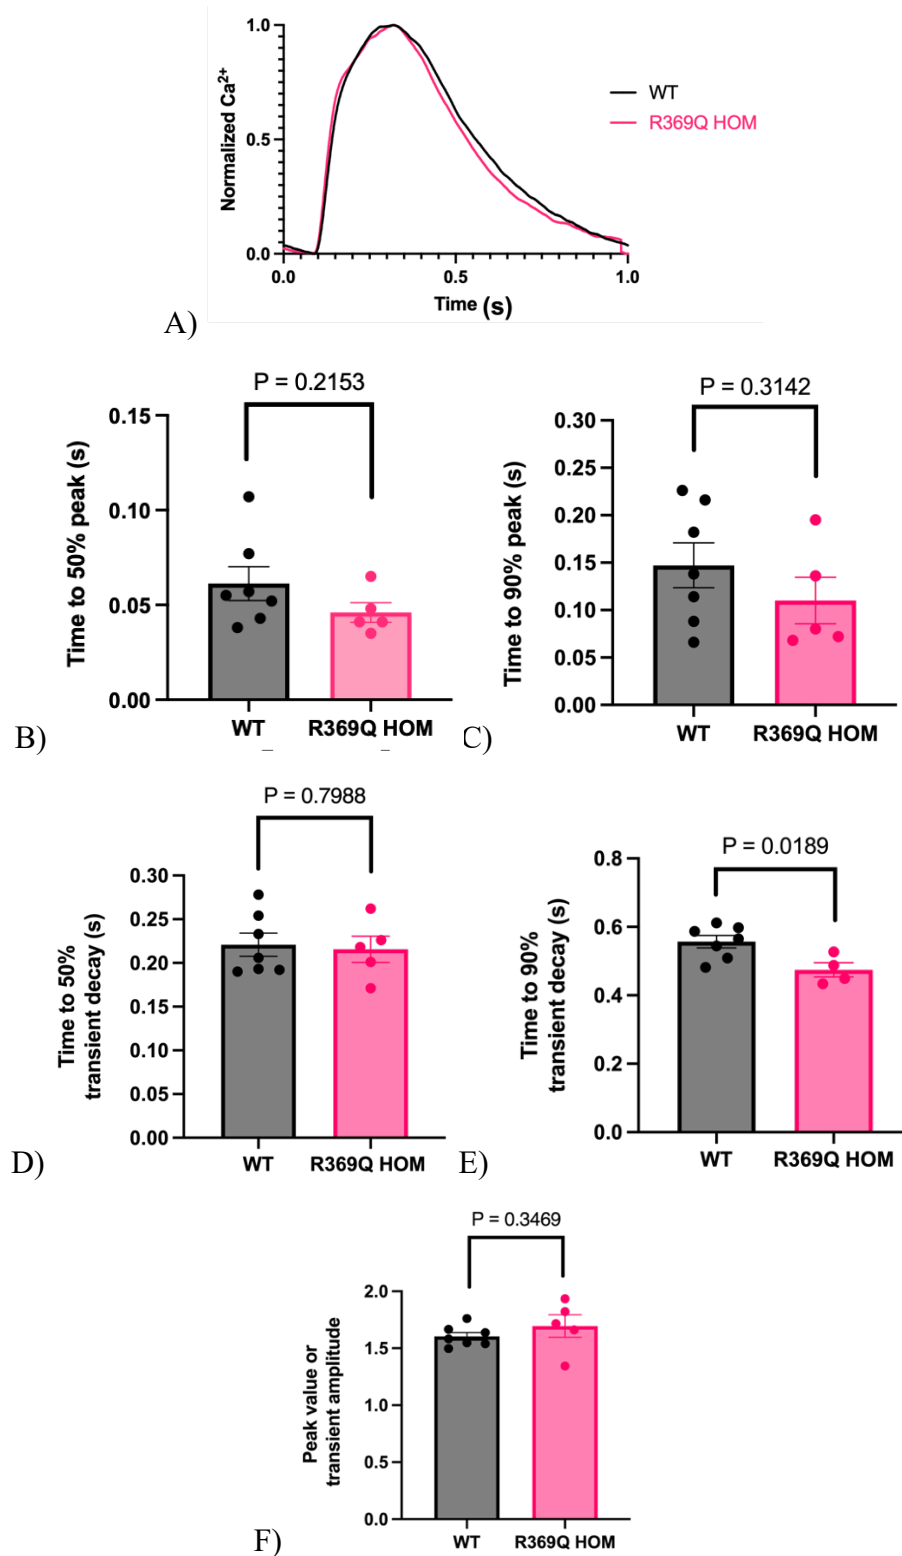 1.0
0.5
0.0
Normalized Ca2+
0.0 0.5 1.0
Time (s)
WT
R369Q HOM
A)
P = 0.2153
0.15
0.10
0.05
0.00
Time to 50% peak (s)
WT R369Q HOM
B)
P = 0.3142
0.30
0.25
0.20
0.15
0.10
0.05
0.00
Time to 90% peak (s)
WT R369Q HOM
C)
P = 0.7988
0.30
0.25
0.20
0.15
0.10
0.05
0.00
Time to 50%
transient decay (s)
WT R369Q HOM
D)
P = 0.0189
0.8
0.6
0.4
0.2
0.0
Time to 90%
transient decay (s)
WT R369Q HOM
E)
P = 0.3469
2.0
1.5
1.0
0.5
0.0
Peak value or
transient amplitude
WT R369Q HOM
F)